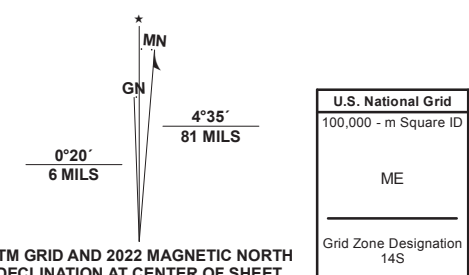 MN
GN
4°35´
81 MILS
0°20´
6 MILS
TM GRID AND 2022 MAGNETIC NORTH
DECLINATION AT CENTER OF SHEET
U.S. National Grid
100,000 - m Square ID
ME
Grid Zone Designation
14S